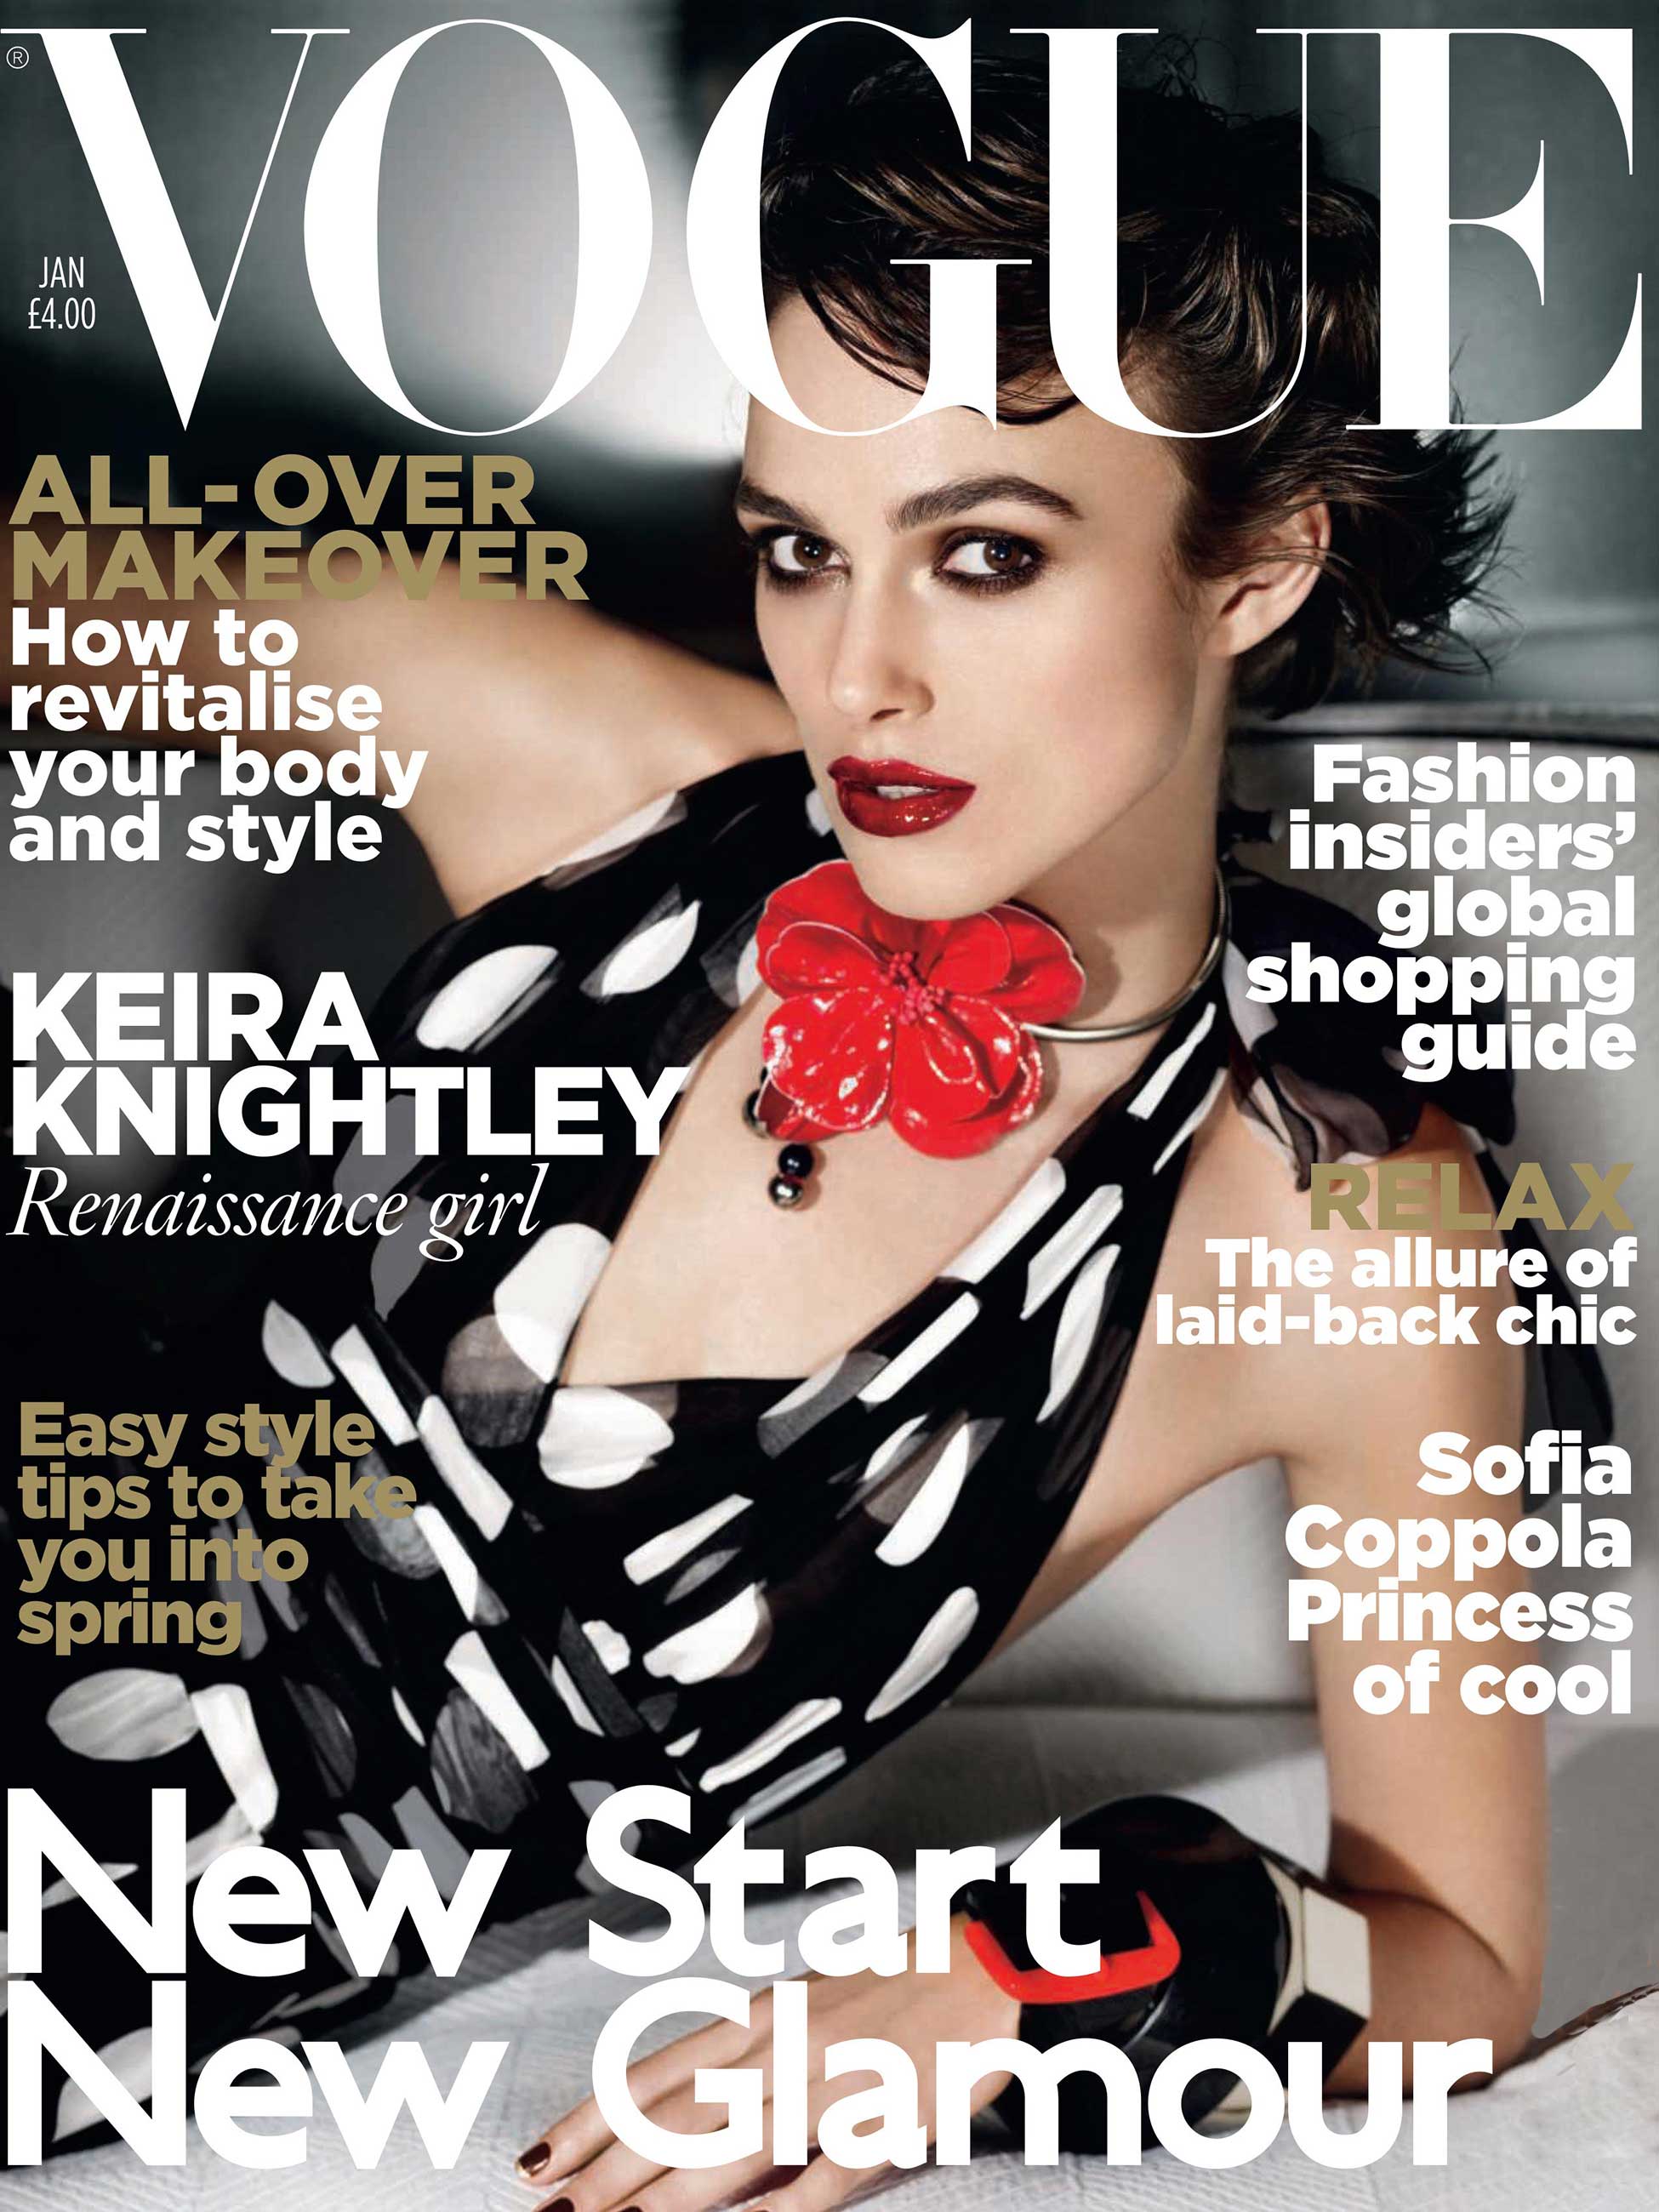 VOGUE
®
JAN
£4.00
ALL-OVER
MAKEOVER
How to
revitalise
your body
and style
KEIRA
KNIGHTLEY
Renaissance girl
Easy style
tips to take
you into
spring
Fashion
insiders’
global
shopping
guide
RELAX
The allure of
laid-back chic
Sofia
Coppola
Princess
of cool
New Start
New Glamour